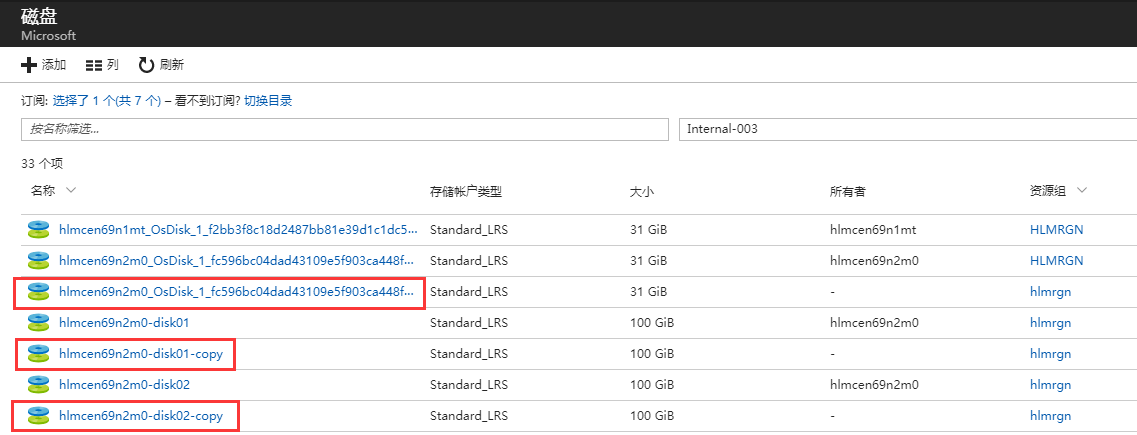 磁盘
Microsoft
添加 列 刷新
订阅: 选择了 1 个(共 7 个) – 看不到订阅? 切换目录
按名称筛选... Internal-003
33 个项
名称 存储帐户类型 大小 所有者 资源组
hlmcen69n1mt_OsDisk_1_f2bb3f8c18d2487bb81e39d1c1dc5... Standard_LRS 31 GiB hlmcen69n1mt HLMRGN
hlmcen69n2m0_OsDisk_1_fc596bc04dad43109e5f903ca448f... Standard_LRS 31 GiB hlmcen69n2m0 HLMRGN
hlmcen69n2m0_OsDisk_1_fc596bc04dad43109e5f903ca448f... Standard_LRS 31 GiB - hlmrgn
hlmcen69n2m0-disk01 Standard_LRS 100 GiB hlmcen69n2m0 hlmrgn
hlmcen69n2m0-disk01-copy Standard_LRS 100 GiB - hlmrgn
hlmcen69n2m0-disk02 Standard_LRS 100 GiB hlmcen69n2m0 hlmrgn
hlmcen69n2m0-disk02-copy Standard_LRS 100 GiB - hlmrgn